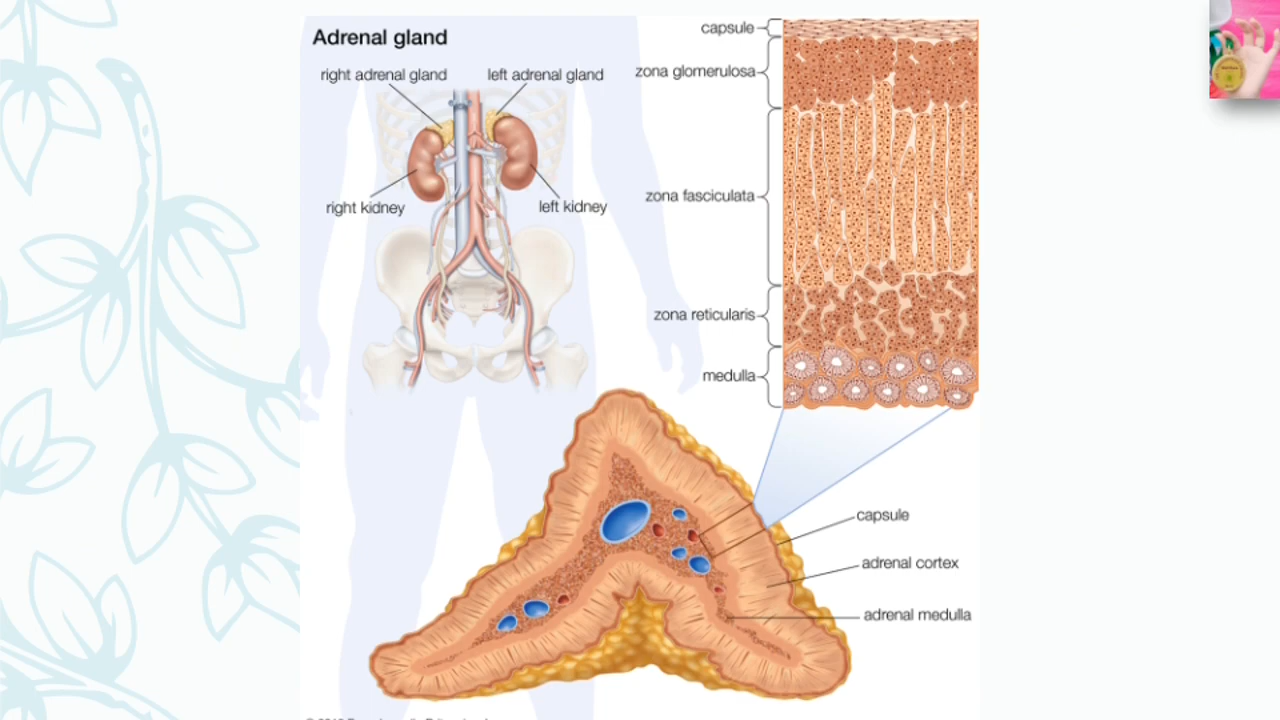 Adrenal gland
right adrenal gland
left adrenal gland
right kidney
left kidney
capsule
zona glomerulosa
zona fasciculata
zona reticularis
medulla
capsule
adrenal cortex
adrenal medulla